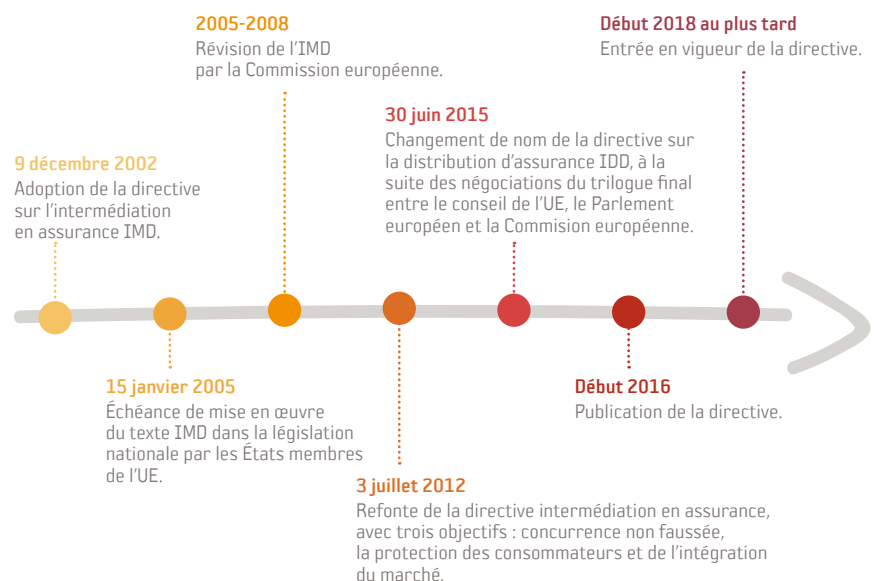 9 décembre 2002
Adoption de la directive
sur l'intermédiation
en assurance IMD.
15 janvier 2005
Échéance de mise en œuvre
du texte IMD dans la législation
nationale par les États membres
de l'UE.
2005-2008
Révision de l'IMD
par la Commission européenne.
3 juillet 2012
Refonte de la directive intermédiation en assurance,
avec trois objectifs : concurrence non faussée,
la protection des consommateurs et de l'intégration
du marché.
30 juin 2015
Changement de nom de la directive sur
la distribution d'assurance IDD, à la
suite des négociations du trilogue final
entre le conseil de l'UE, le Parlement
européen et la Commision européenne.
Début 2016
Publication de la directive.
Début 2018 au plus tard
Entrée en vigueur de la directive.